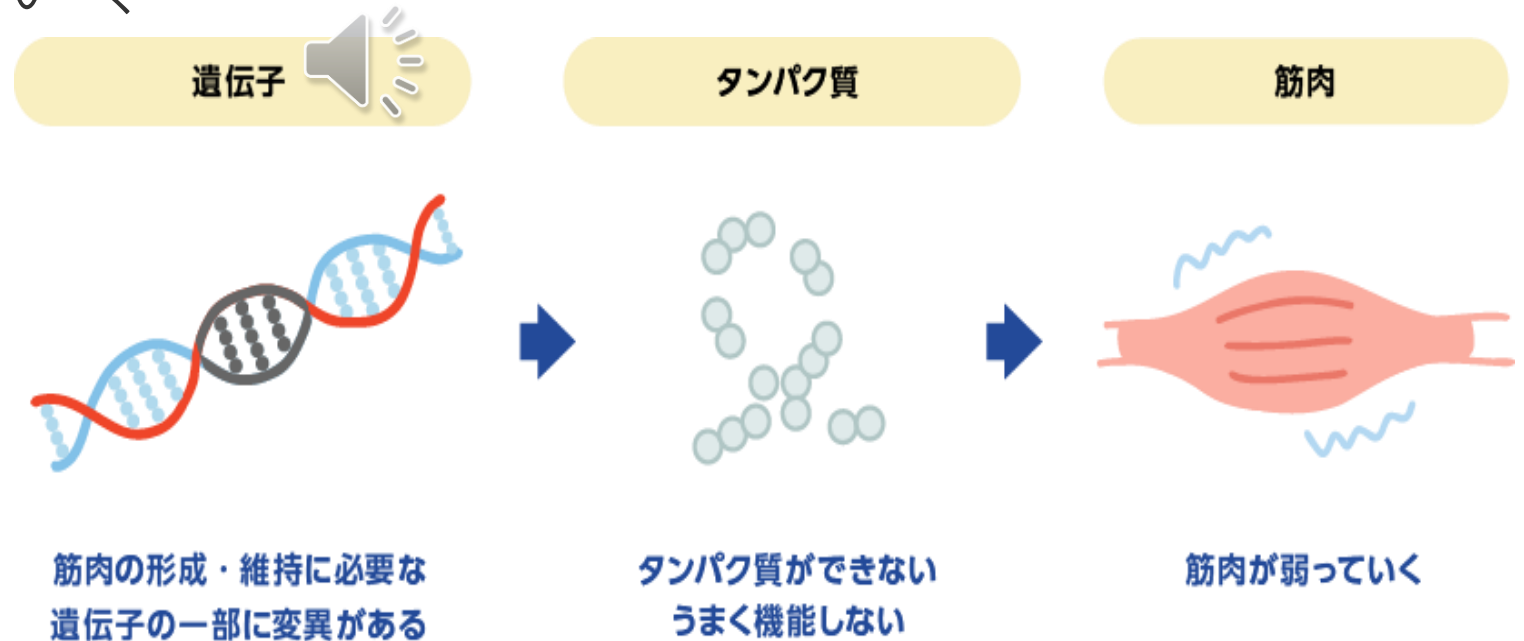 遺伝子
タンパク質
筋肉
筋肉の形成・維持に必要な
遺伝子の一部に変異がある
タンパク質ができない
うまく機能しない
筋肉が弱っていく